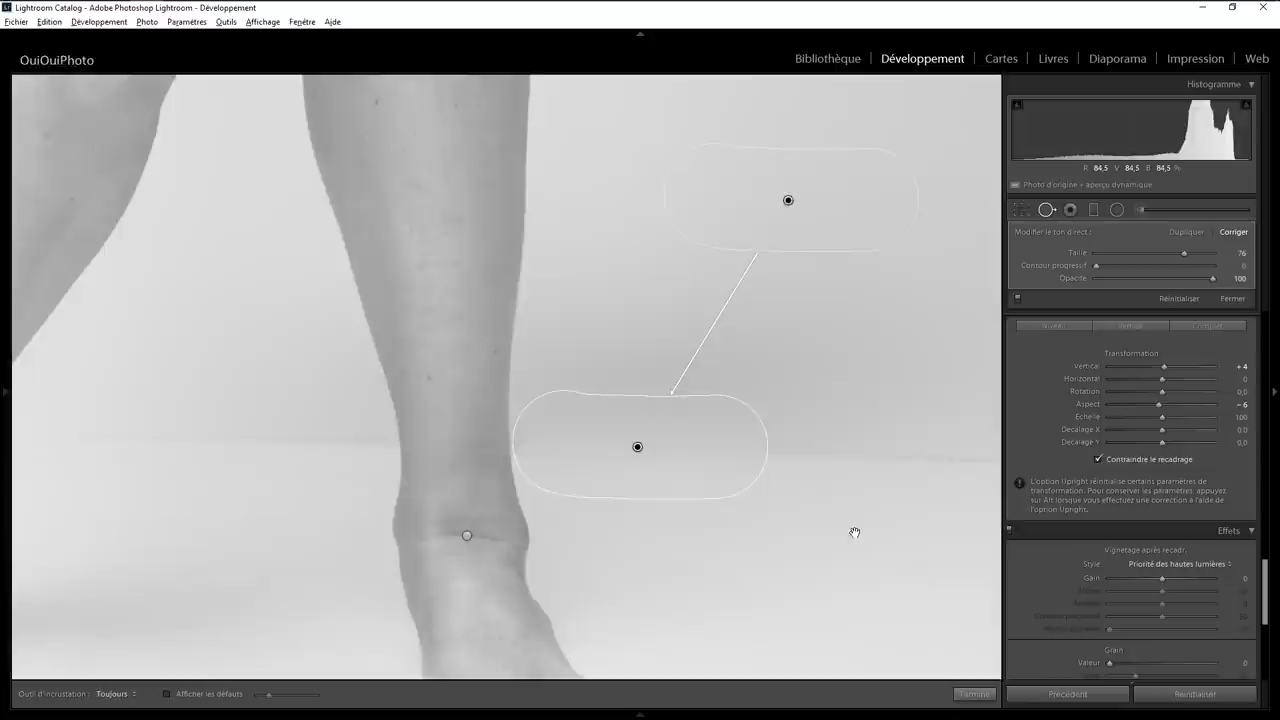 Lightroom Catalog - Adobe Photoshop Lightroom - Développement
Fichier Edition Développement Photo Paramètres Outils Affichage Fenêtre Aide
OuiOuiPhoto
Bibliothèque | Développement | Cartes | Livres | Diaporama | Impression | Web
Histogramme
R 84,5 V 84,5 B 84,5 %
Photo d'origine + aperçu dynamique
Modifier le ton direct : Dupliquer Corriger
Taille 76
Contour progressif 0
Opacité 100
Réinitialiser Fermer
Niveau Vertical Complet
Transformation
Vertical + 4
Horizontal 0
Rotation 0,0
Aspect - 6
Echelle 100
Décalage X 0,0
Décalage Y 0,0
Contraindre le recadrage
L'option Upright réinitialise certains paramètres de
transformation. Pour conserver les paramètres, appuyez
sur Alt lorsque vous effectuez une correction à l'aide de
l'option Upright.
Effets
Vignetage après recadr.
Style Priorité des hautes lumières
Gain 0
Grain
Valeur 0
Outil d'incrustation : Toujours Afficher les défauts Terminé
Précédent Réinitialiser